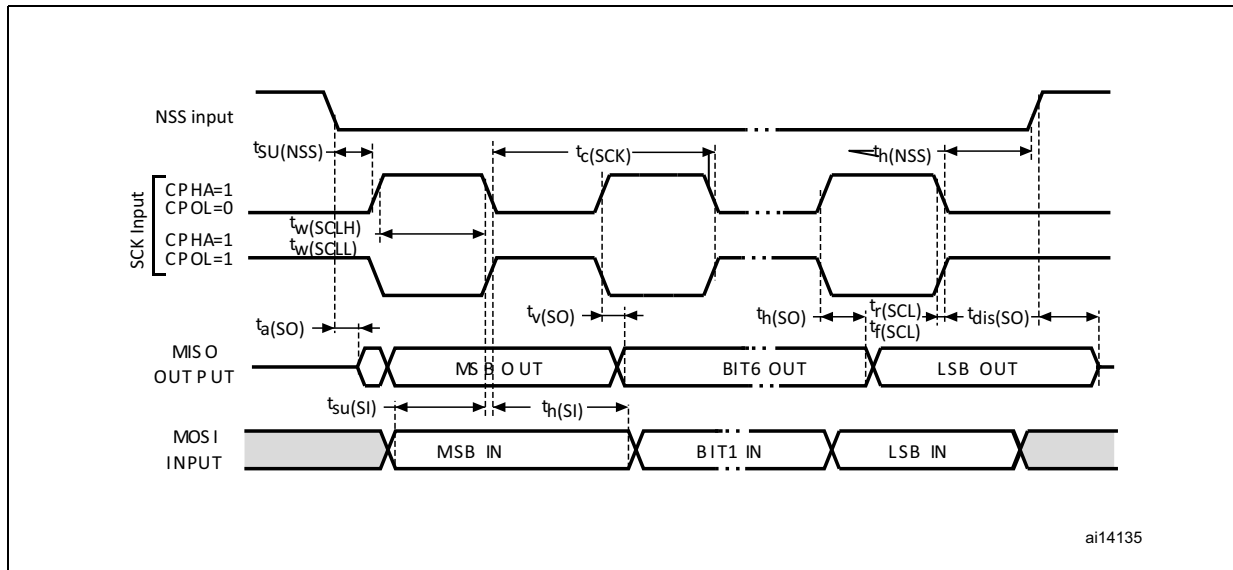 NSS input
tSU(NSS)
tc(SCK)
th(NSS)
SCK Input
CPHA=1
CPOL=0
tw(SCLH)
tw(SCLL)
CPHA=1
CPOL=1
ta(SO)
tv(SO)
th(SO)
tr(SCL)
tf(SCL)
tdis(SO)
MISO
OUTPUT
MSB OUT
BIT6 OUT
LSB OUT
tsu(SI)
th(SI)
MOSI
INPUT
MSB IN
BIT1 IN
LSB IN
ai14135